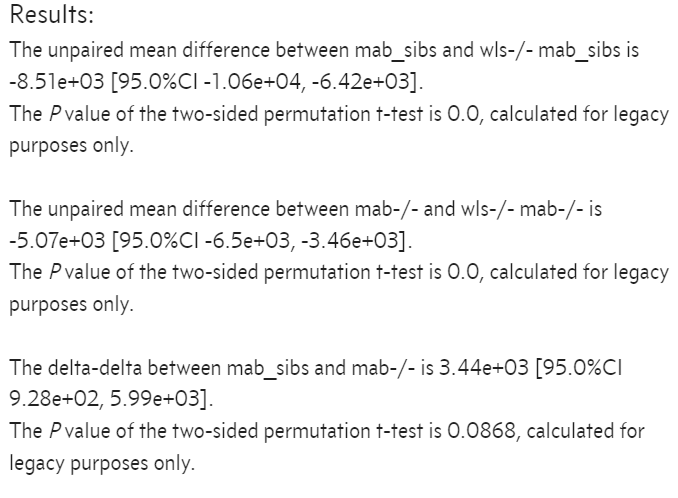 Results:
The unpaired mean difference between mab_sibs and wls-/- mab_sibs is
-8.51e+03 [95.0%CI -1.06e+04, -6.42e+03].
The P value of the two-sided permutation t-test is 0.0, calculated for legacy
purposes only.
The unpaired mean difference between mab-/- and wls-/- mab-/- is
-5.07e+03 [95.0%CI -6.5e+03, -3.46e+03].
The P value of the two-sided permutation t-test is 0.0, calculated for legacy
purposes only.
The delta-delta between mab_sibs and mab-/- is 3.44e+03 [95.0%CI
9.28e+02, 5.99e+03].
The P value of the two-sided permutation t-test is 0.0868, calculated for
legacy purposes only.